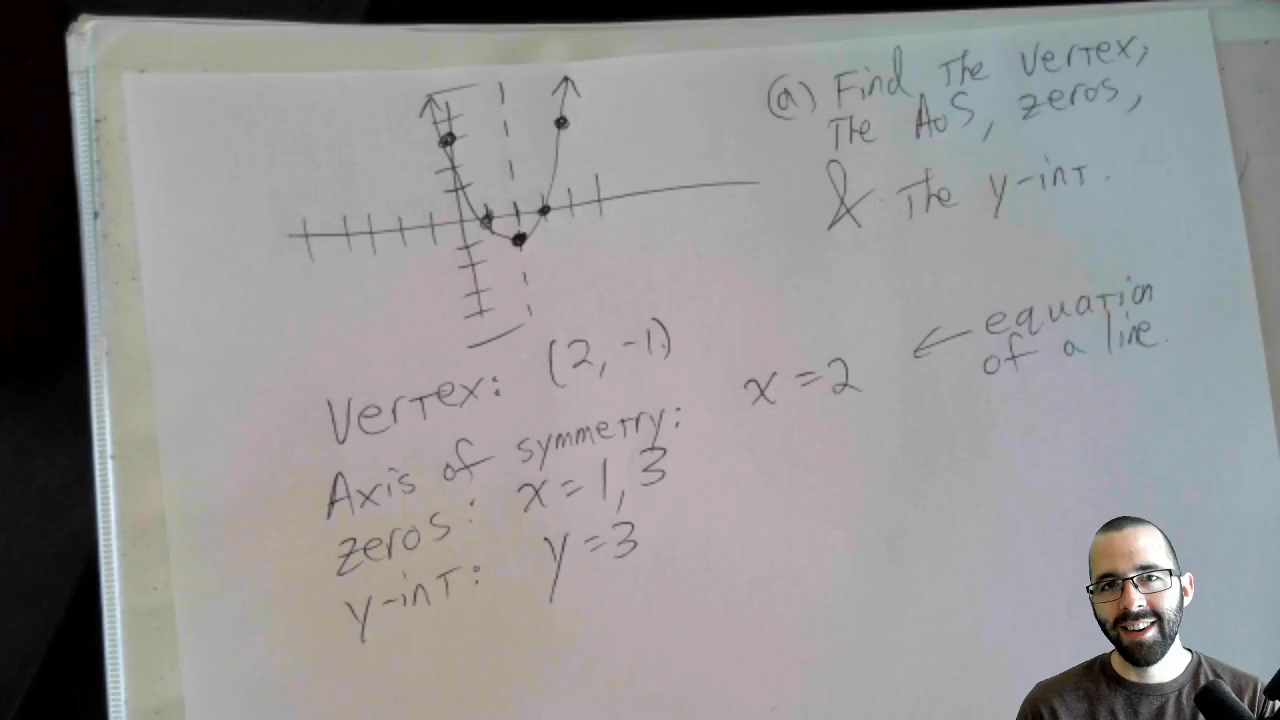 (a) Find The Vertex,
The AoS, zeros,
& The y-int.
Vertex: (2, -1)
← equation
of a line.
Axis of symmetry: x = 2
zeros: x = 1, 3
y-int: y = 3